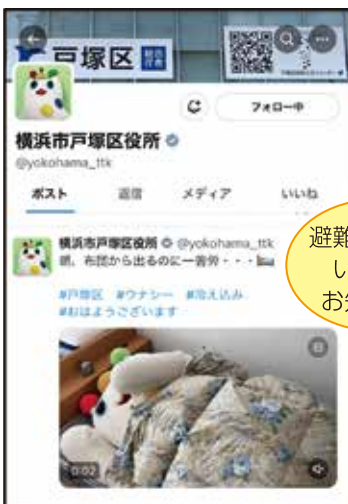 戸塚区
フォロー中
横浜市戸塚区役所
@yokohama_ttk
ポスト 返信 メディア いいね
横浜市戸塚区役所 @yokohama_ttk
朝、布団から出るのに一苦労・・・
#戸塚区 #ウナシー #冷え込み
#おはようございます
0:02
避難
い
お